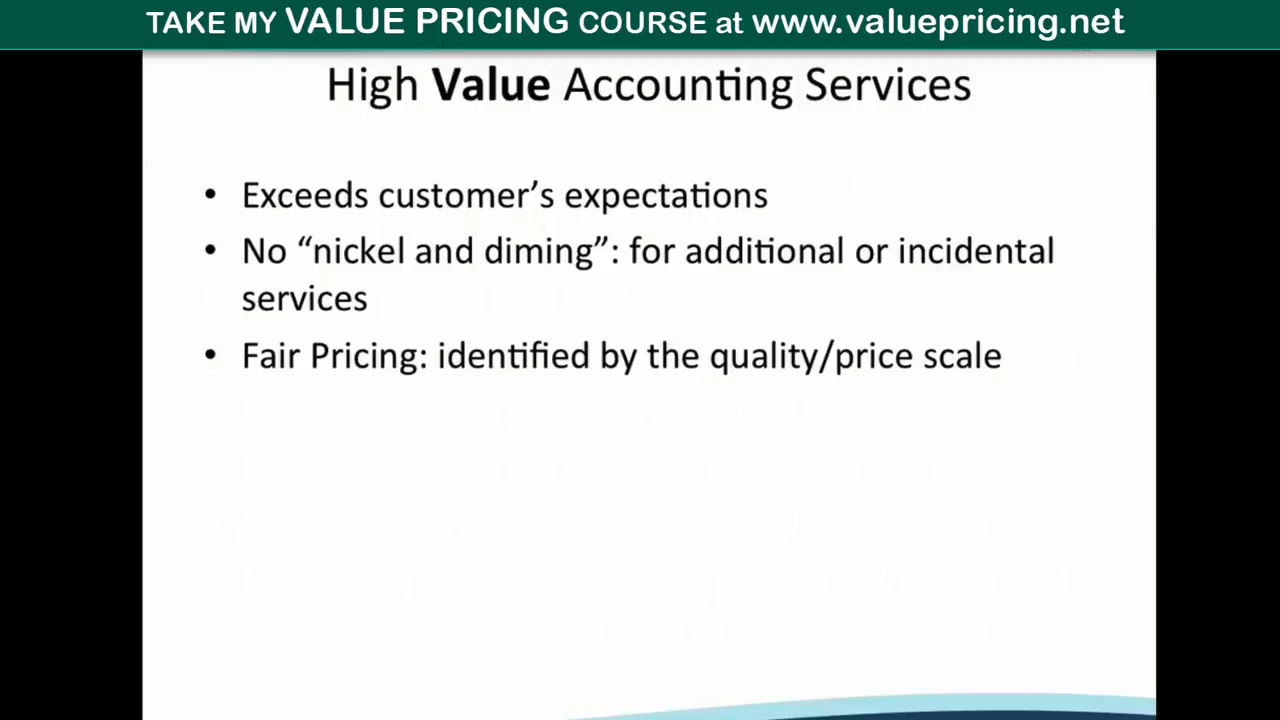 TAKE MY VALUE PRICING COURSE at www.valuepricing.net
High Value Accounting Services
• Exceeds customer’s expectations
• No “nickel and diming”: for additional or incidental
services
• Fair Pricing: identified by the quality/price scale